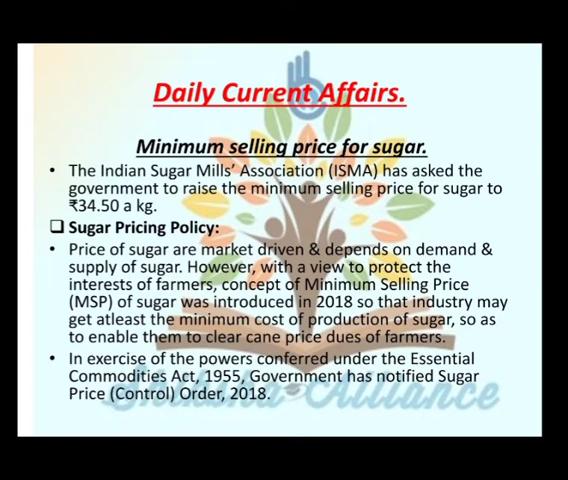 Daily Current Affairs.
Minimum selling price for sugar.
• The Indian Sugar Mills' Association (ISMA) has asked the
government to raise the minimum selling price for sugar to
₹34.50 a kg.
❑ Sugar Pricing Policy:
• Price of sugar are market driven & depends on demand &
supply of sugar. However, with a view to protect the
interests of farmers, concept of Minimum Selling Price
(MSP) of sugar was introduced in 2018 so that industry may
get atleast the minimum cost of production of sugar, so as
to enable them to clear cane price dues of farmers.
• In exercise of the powers conferred under the Essential
Commodities Act, 1955, Government has notified Sugar
Price (Control) Order, 2018.
Shiksha Alliance